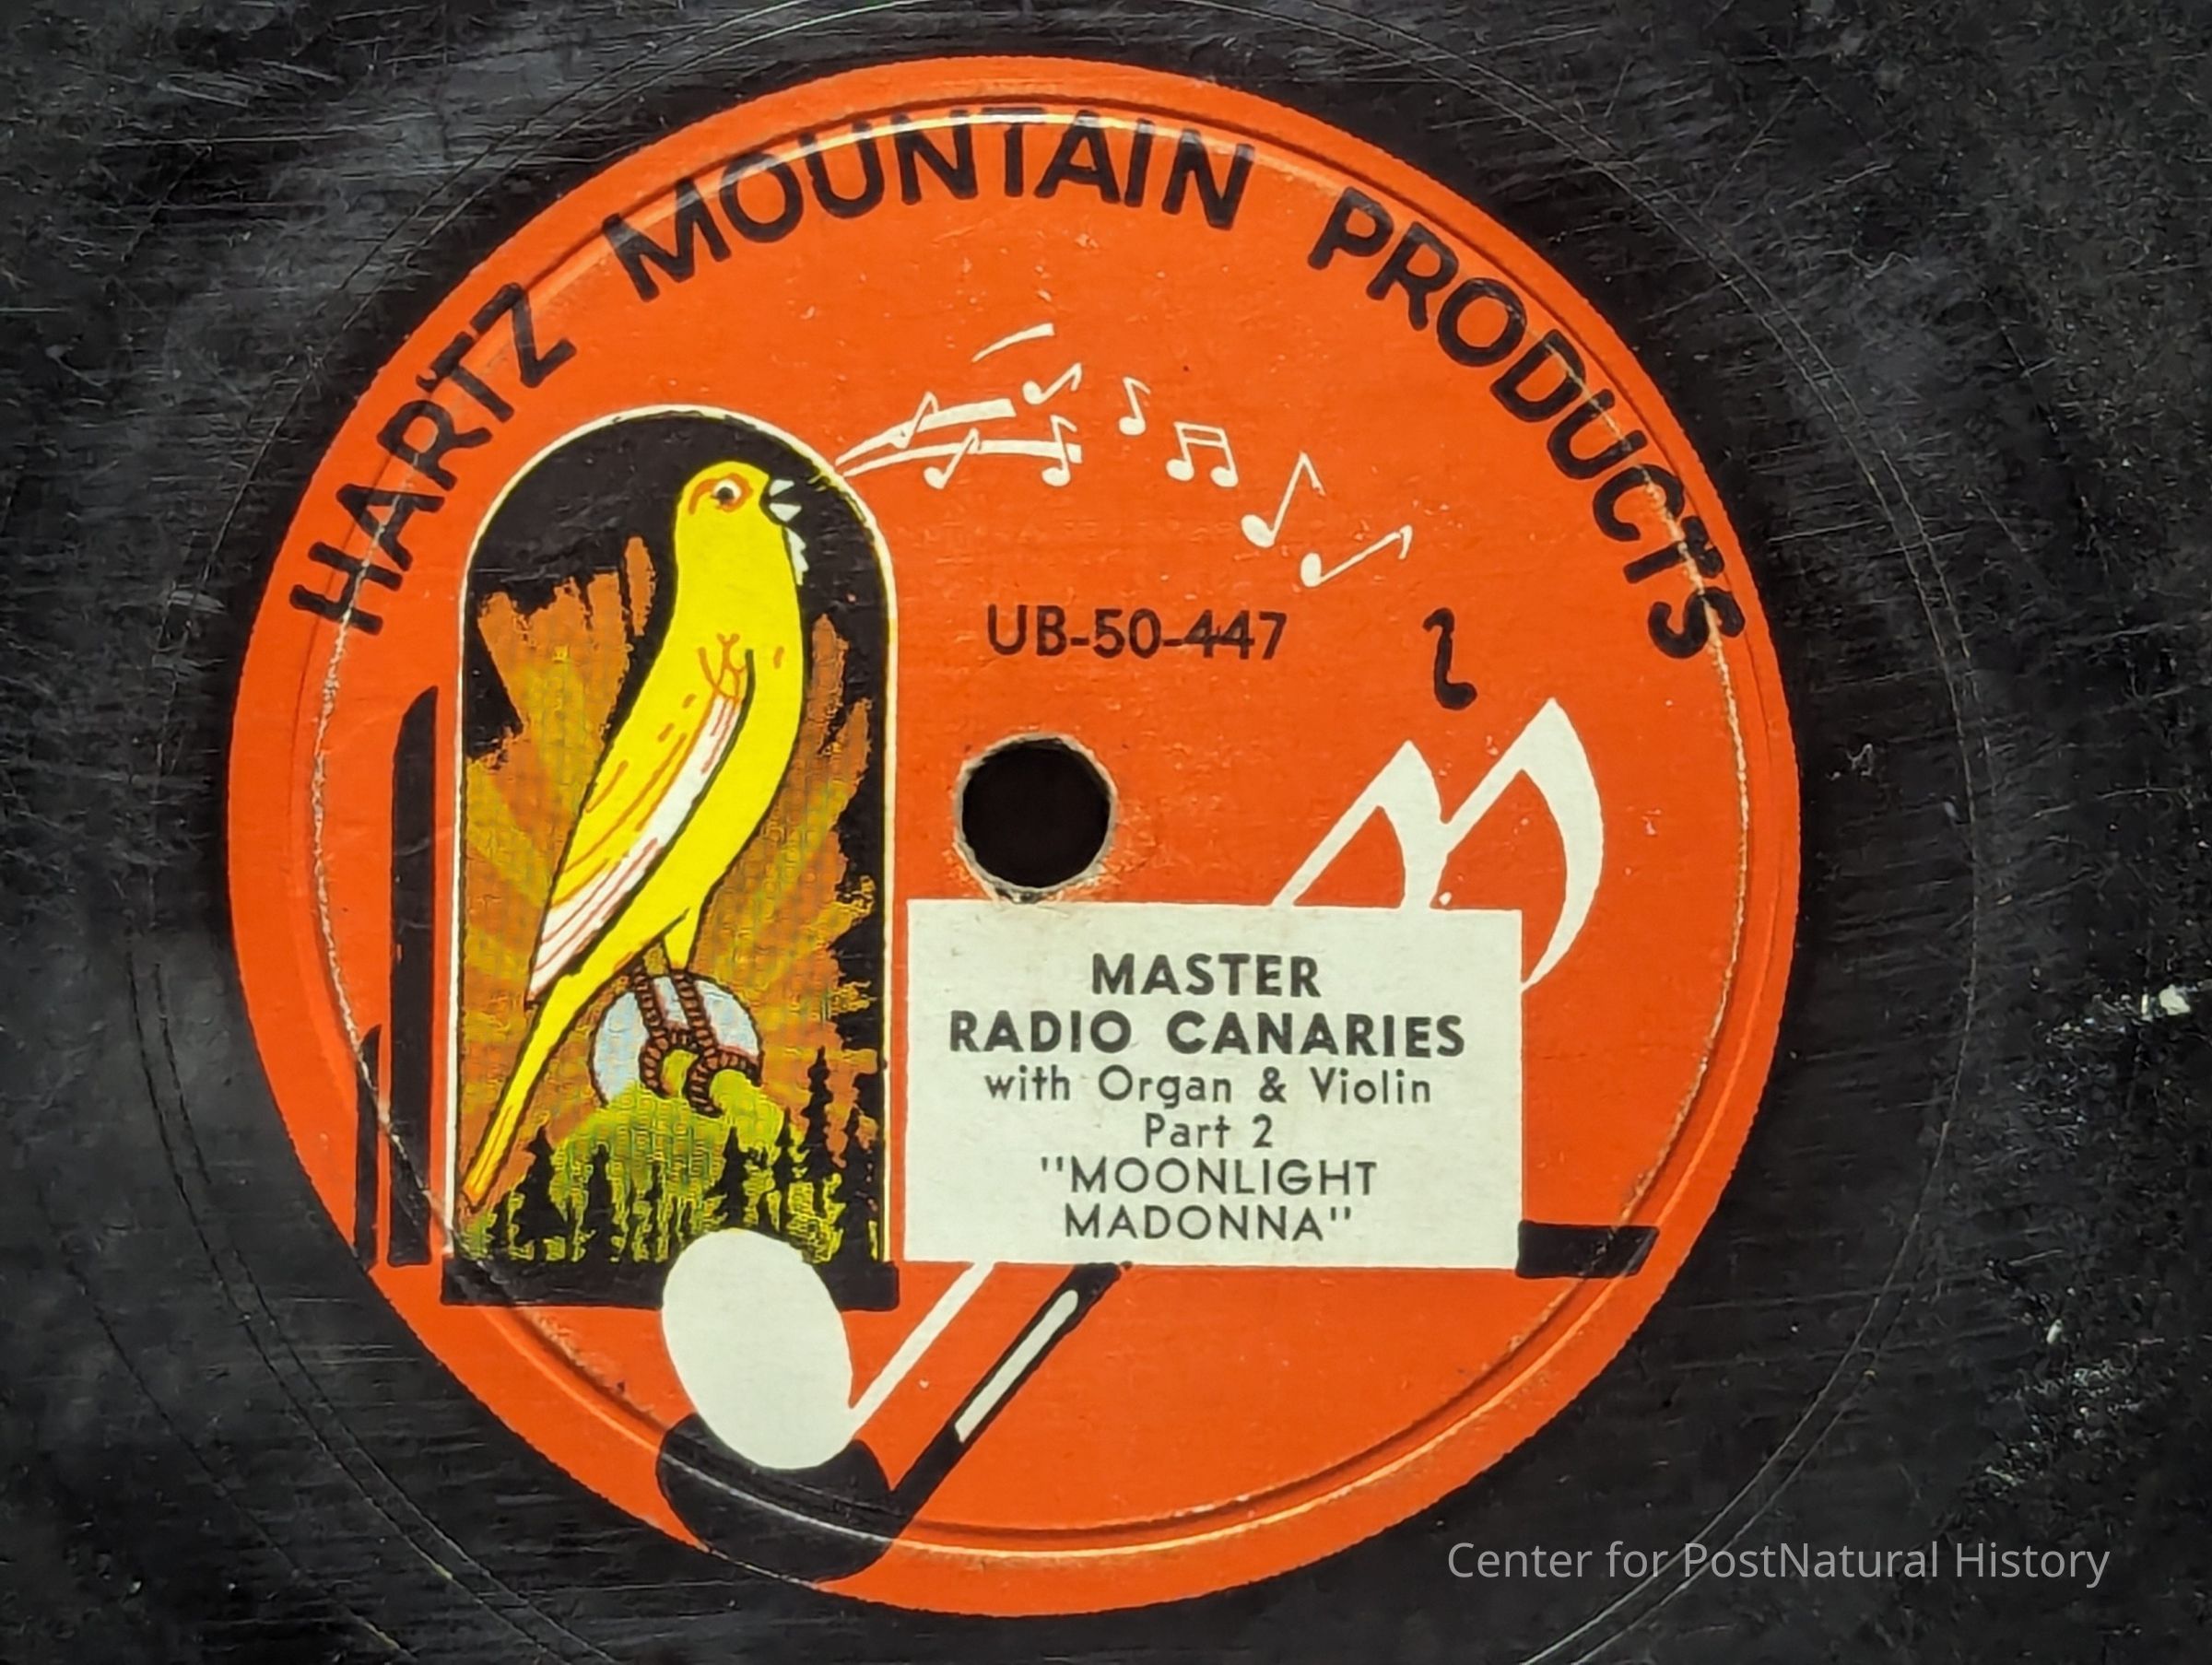 HARTZ MOUNTAIN PRODUCTS
UB-50-447
2
MASTER
RADIO CANARIES
with Organ & Violin
Part 2
"MOONLIGHT
MADONNA"
Center for PostNatural History